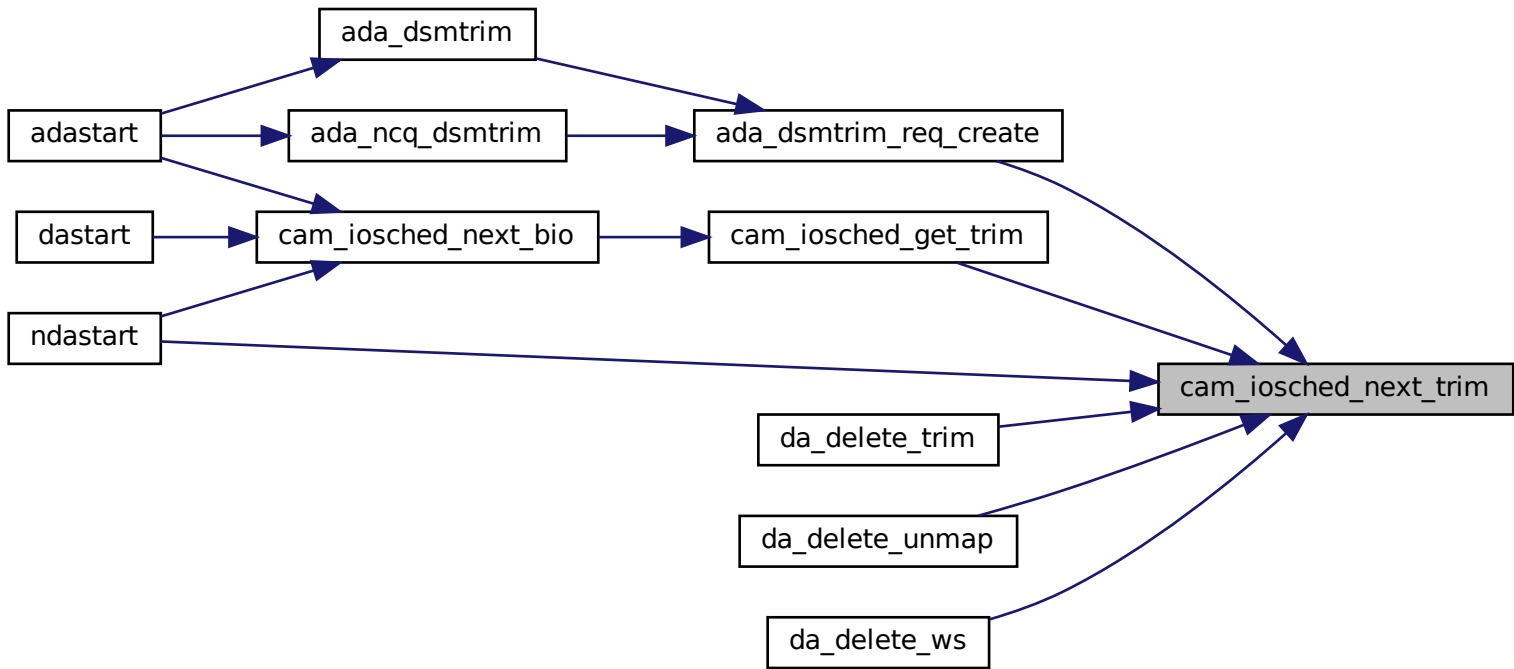 ada_dsmtrim
adastart
ada_ncq_dsmtrim
ada_dsmtrim_req_create
dastart
cam_iosched_next_bio
cam_iosched_get_trim
ndastart
cam_iosched_next_trim
da_delete_trim
da_delete_unmap
da_delete_ws